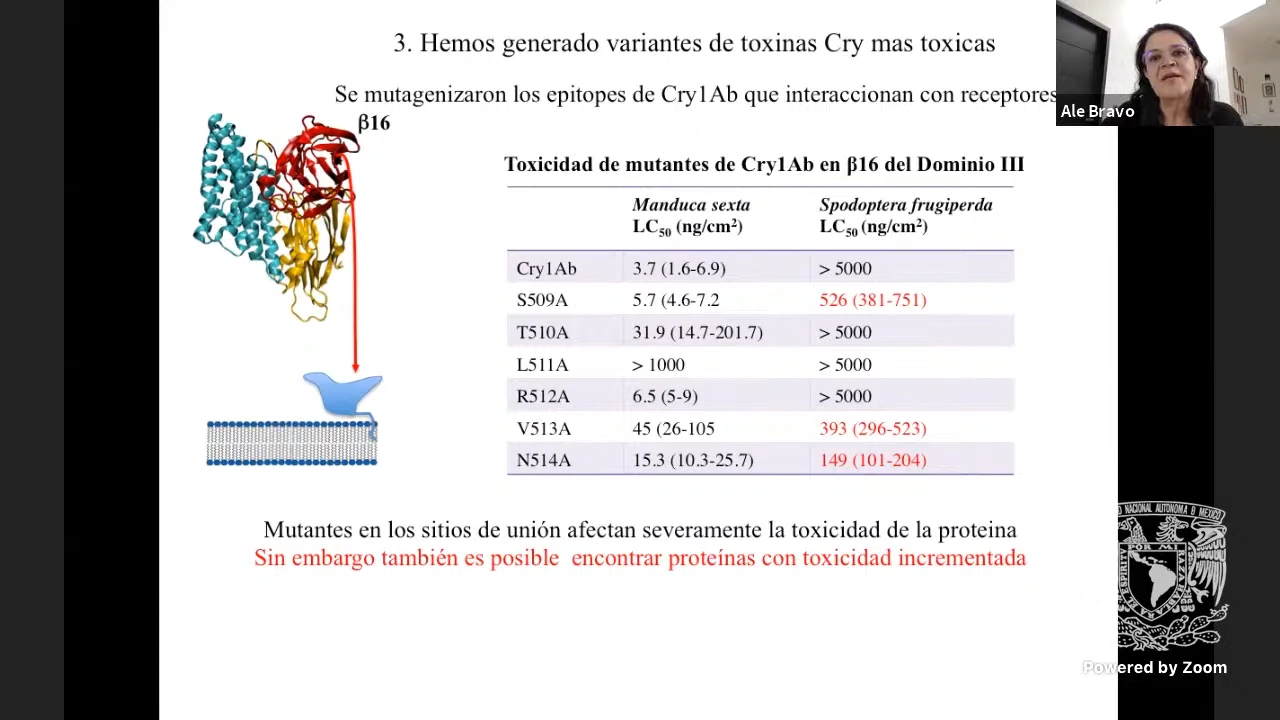 3. Hemos generado variantes de toxinas Cry mas toxicas
Se mutagenizaron los epitopes de Cry1Ab que interaccionan con receptores
Ale Bravo
β16
Toxicidad de mutantes de Cry1Ab en β16 del Dominio III
Manduca sexta Spodoptera frugiperda
LC50 (ng/cm²) LC50 (ng/cm²)
Cry1Ab 3.7 (1.6-6.9) > 5000
S509A 5.7 (4.6-7.2 526 (381-751)
T510A 31.9 (14.7-201.7) > 5000
L511A > 1000 > 5000
R512A 6.5 (5-9) > 5000
V513A 45 (26-105 393 (296-523)
N514A 15.3 (10.3-25.7) 149 (101-204)
Mutantes en los sitios de unión afectan severamente la toxicidad de la proteina
Sin embargo también es posible encontrar proteínas con toxicidad incrementada
NACIONAL AUTONOMA
POR MI
ESPIRITU
Powered by Zoom